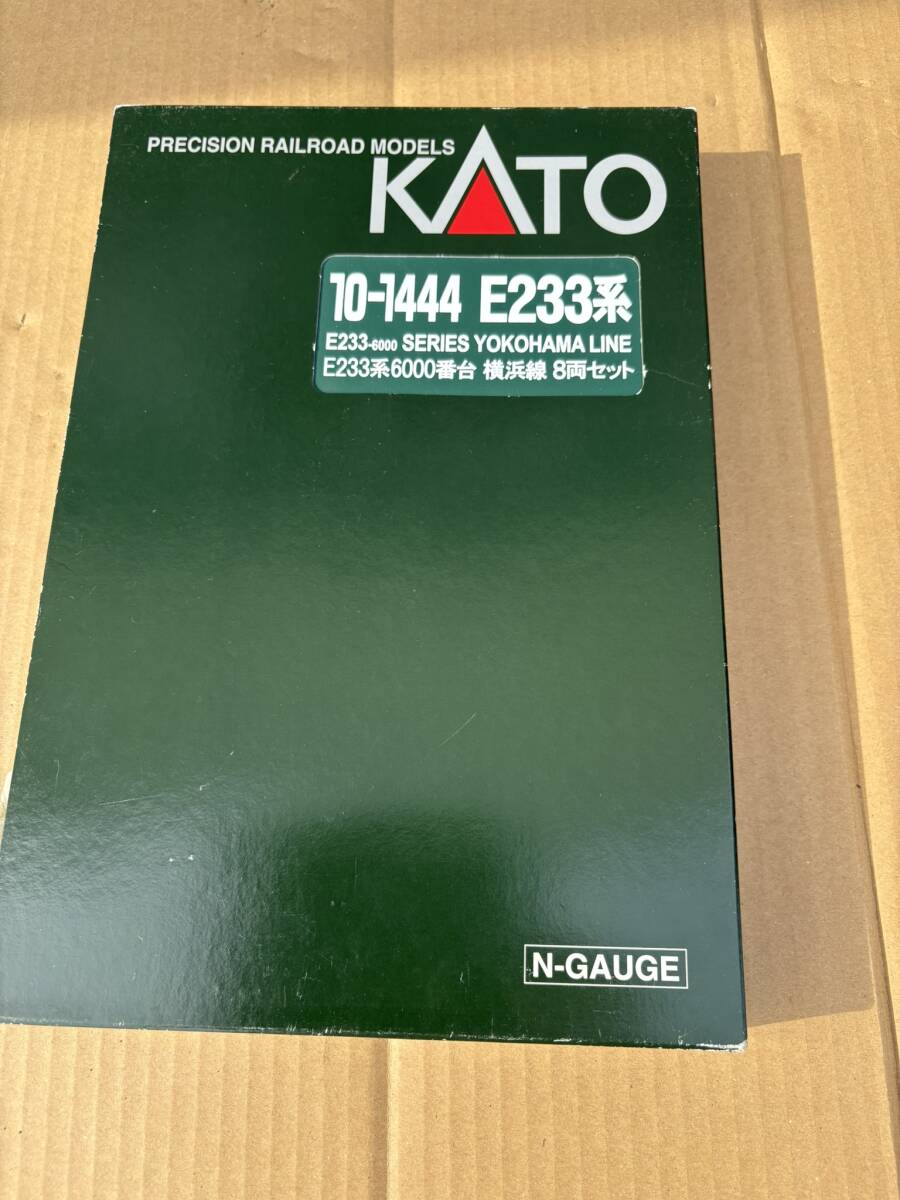 PRECISION RAILROAD MODELS
KATO
10-1444 E233系
E233-6000 SERIES YOKOHAMA LINE
E233系6000番台 横浜線 8両セット
N-GAUGE